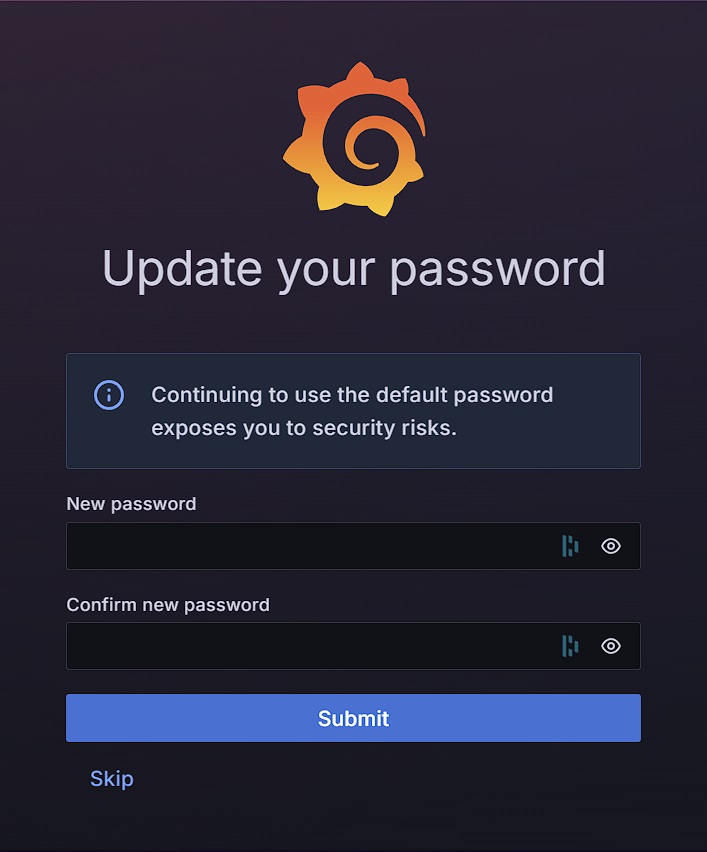 Update your password
Continuing to use the default password
exposes you to security risks.
New password
Confirm new password
Submit
Skip